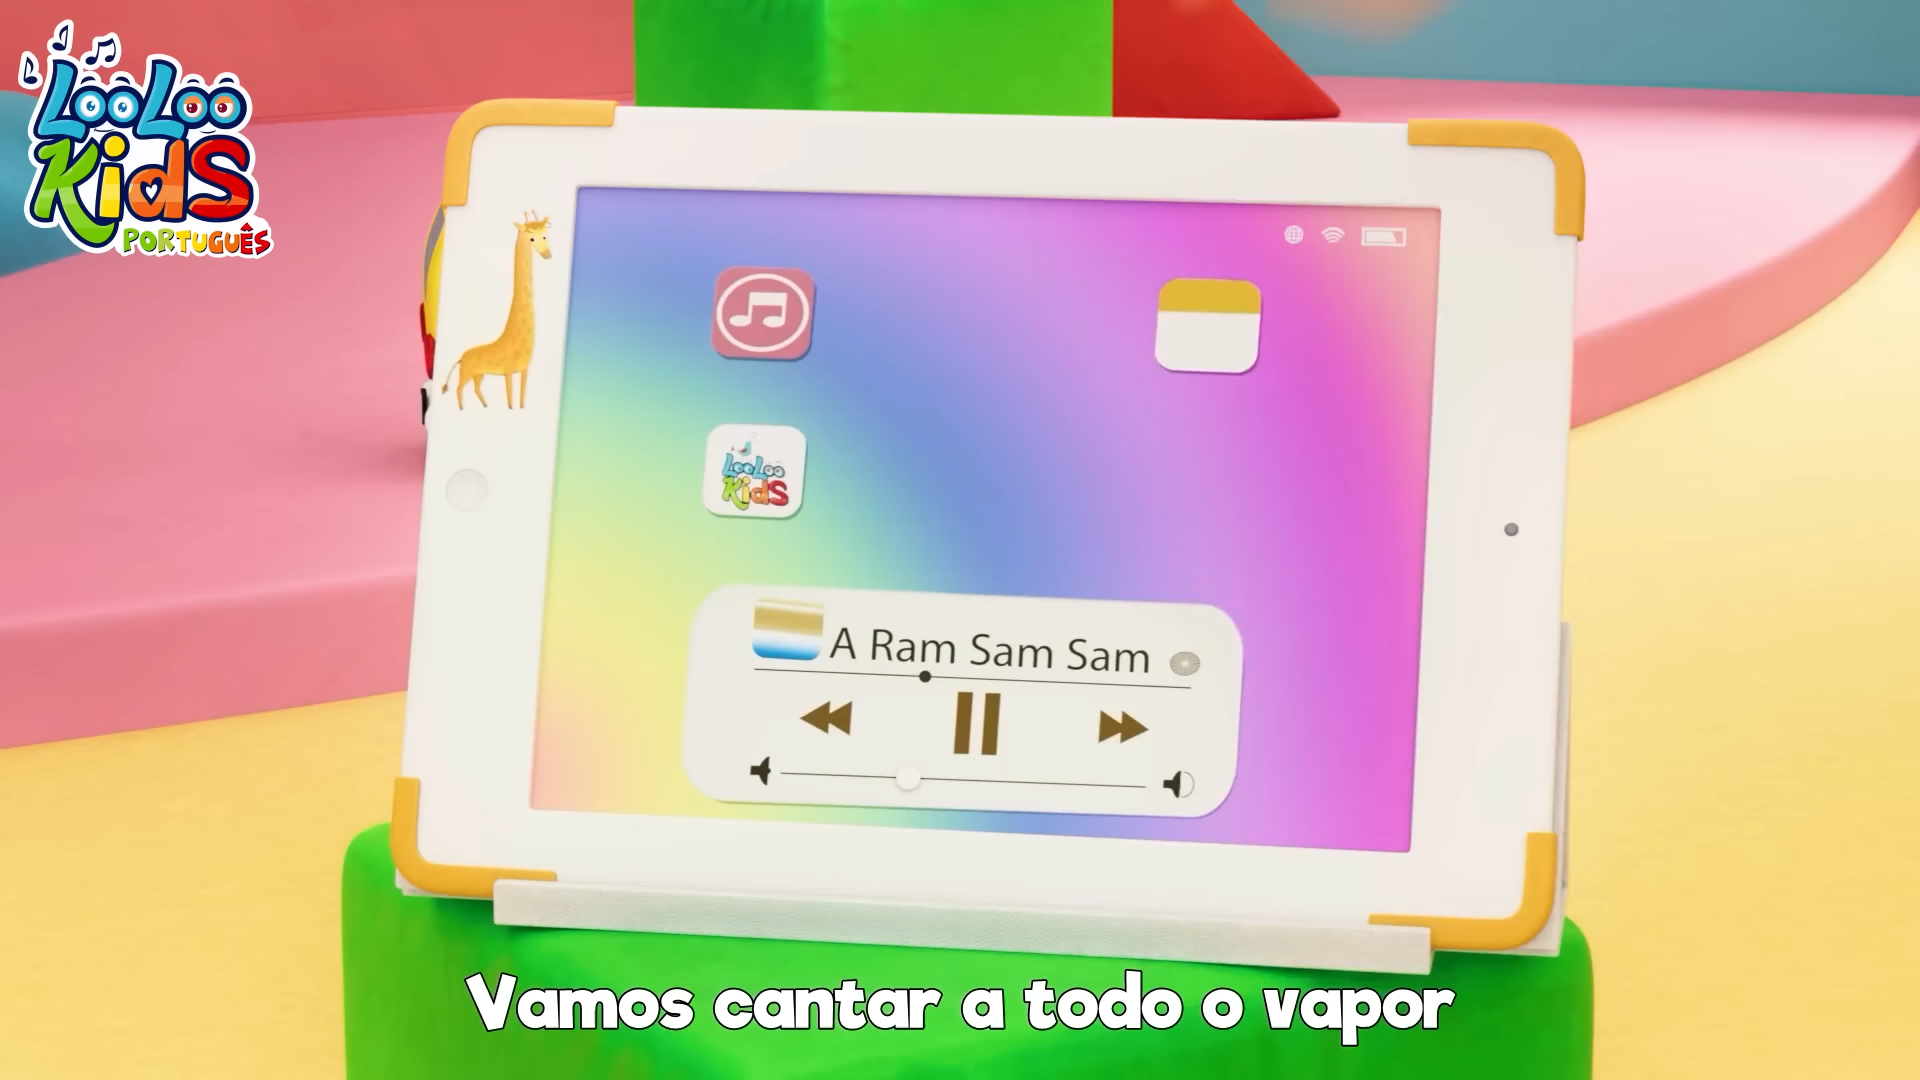 LooLoo
Kids
PORTUGUÊS
LooLoo
Kids
A Ram Sam Sam
Vamos cantar a todo o vapor